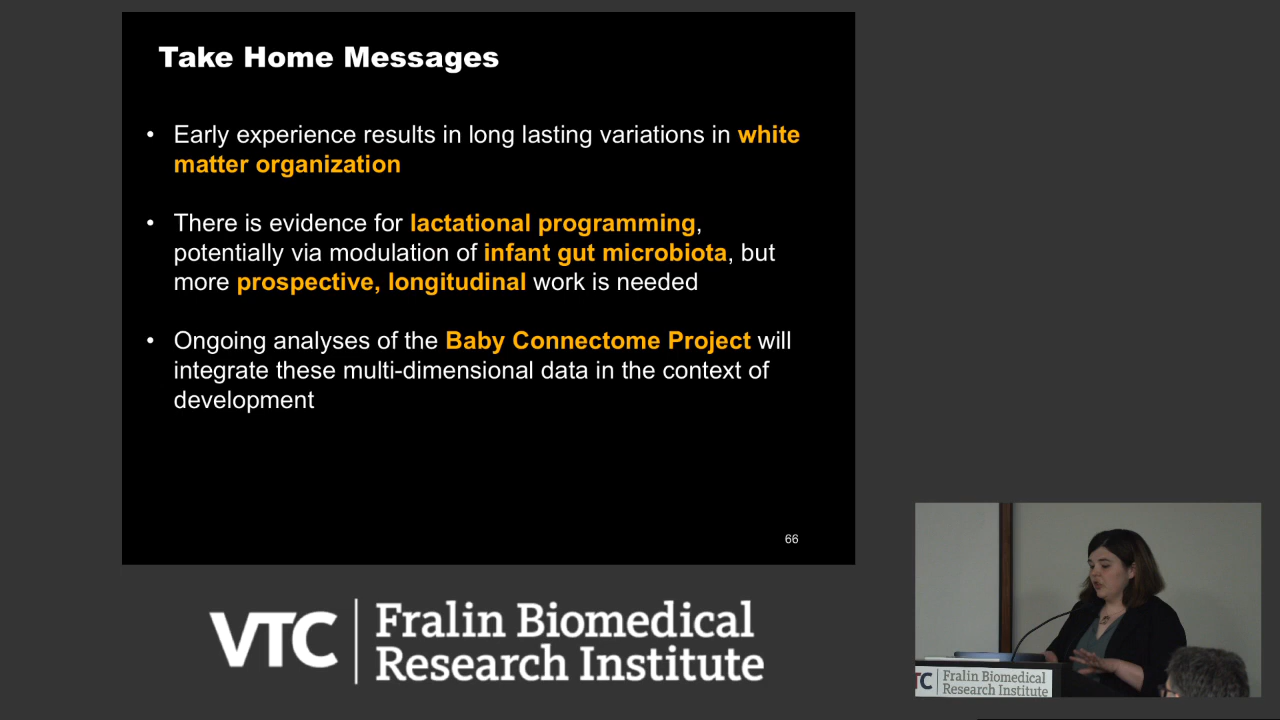 Take Home Messages
• Early experience results in long lasting variations in white
matter organization
• There is evidence for lactational programming,
potentially via modulation of infant gut microbiota, but
more prospective, longitudinal work is needed
• Ongoing analyses of the Baby Connectome Project will
integrate these multi-dimensional data in the context of
development
66
VTC
Fralin Biomedical
Research Institute
TC
Fralin Biomedical
Research Institute